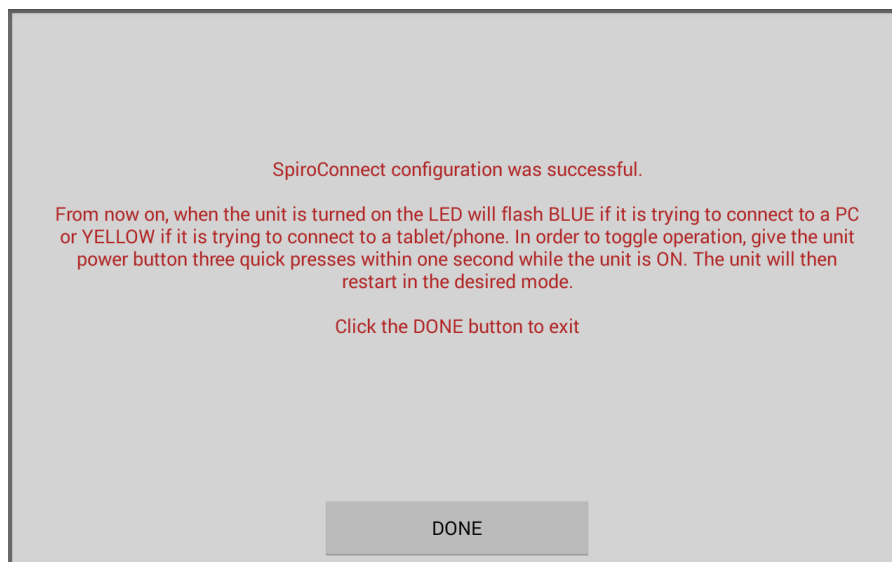 SpiroConnect configuration was successful.
From now on, when the unit is turned on the LED will flash BLUE if it is trying to connect to a PC
or YELLOW if it is trying to connect to a tablet/phone. In order to toggle operation, give the unit
power button three quick presses within one second while the unit is ON. The unit will then
restart in the desired mode.
Click the DONE button to exit
DONE